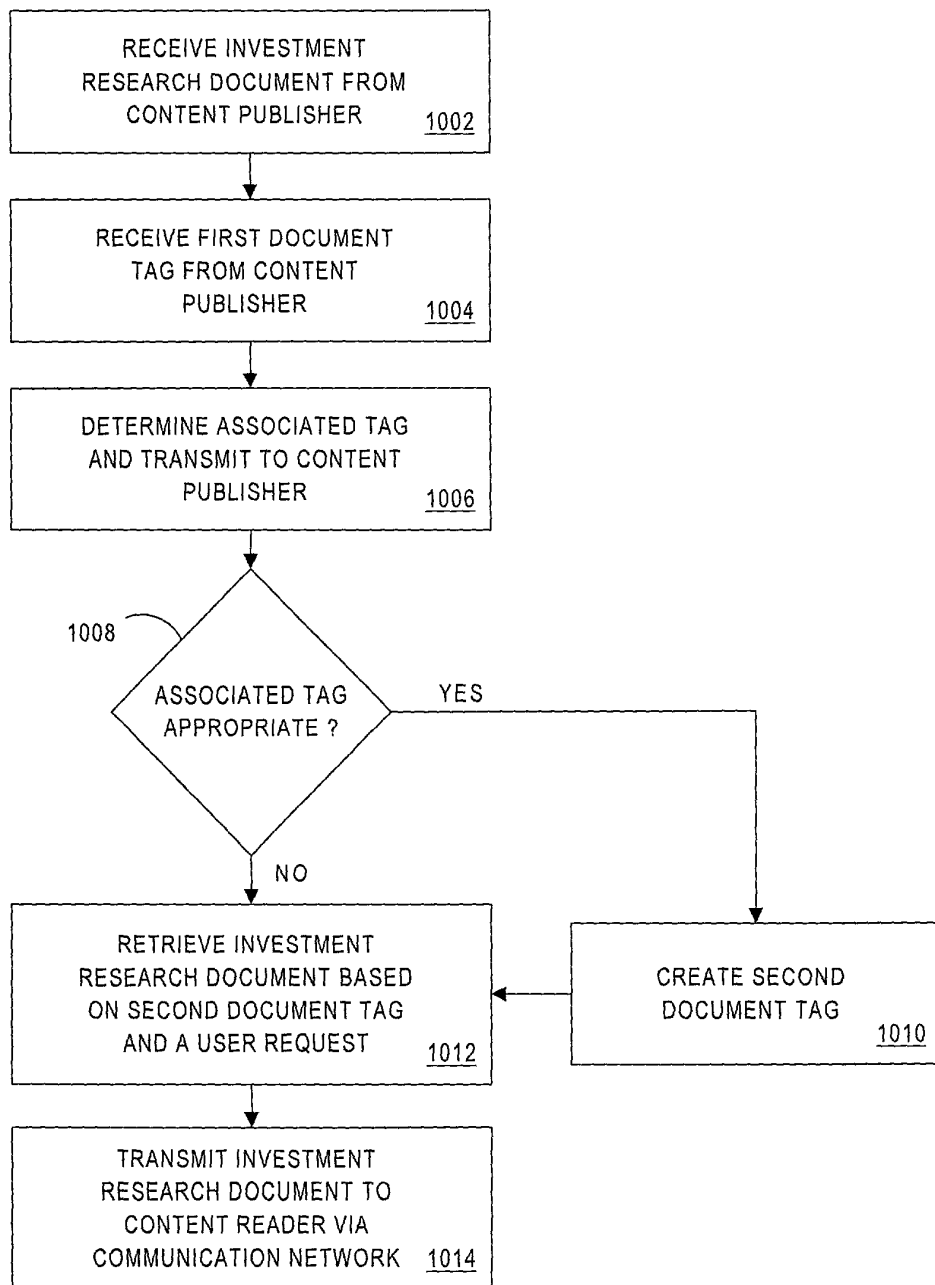 RECEIVE INVESTMENT
RESEARCH DOCUMENT FROM
CONTENT PUBLISHER
1002
RECEIVE FIRST DOCUMENT
TAG FROM CONTENT
PUBLISHER
1004
DETERMINE ASSOCIATED TAG
AND TRANSMIT TO CONTENT
PUBLISHER
1006
1008
ASSOCIATED TAG
APPROPRIATE ?
YES
NO
RETRIEVE INVESTMENT
RESEARCH DOCUMENT BASED
ON SECOND DOCUMENT TAG
AND A USER REQUEST
1012
CREATE SECOND
DOCUMENT TAG
1010
TRANSMIT INVESTMENT
RESEARCH DOCUMENT TO
CONTENT READER VIA
COMMUNICATION NETWORK
1014